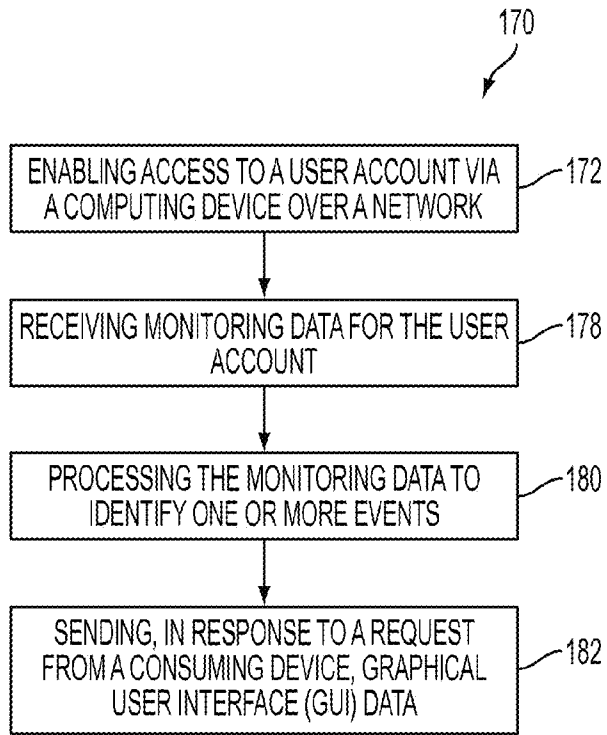 170
ENABLING ACCESS TO A USER ACCOUNT VIA
A COMPUTING DEVICE OVER A NETWORK
172
RECEIVING MONITORING DATA FOR THE USER
ACCOUNT
178
PROCESSING THE MONITORING DATA TO
IDENTIFY ONE OR MORE EVENTS
180
SENDING, IN RESPONSE TO A REQUEST
FROM A CONSUMING DEVICE, GRAPHICAL
USER INTERFACE (GUI) DATA
182